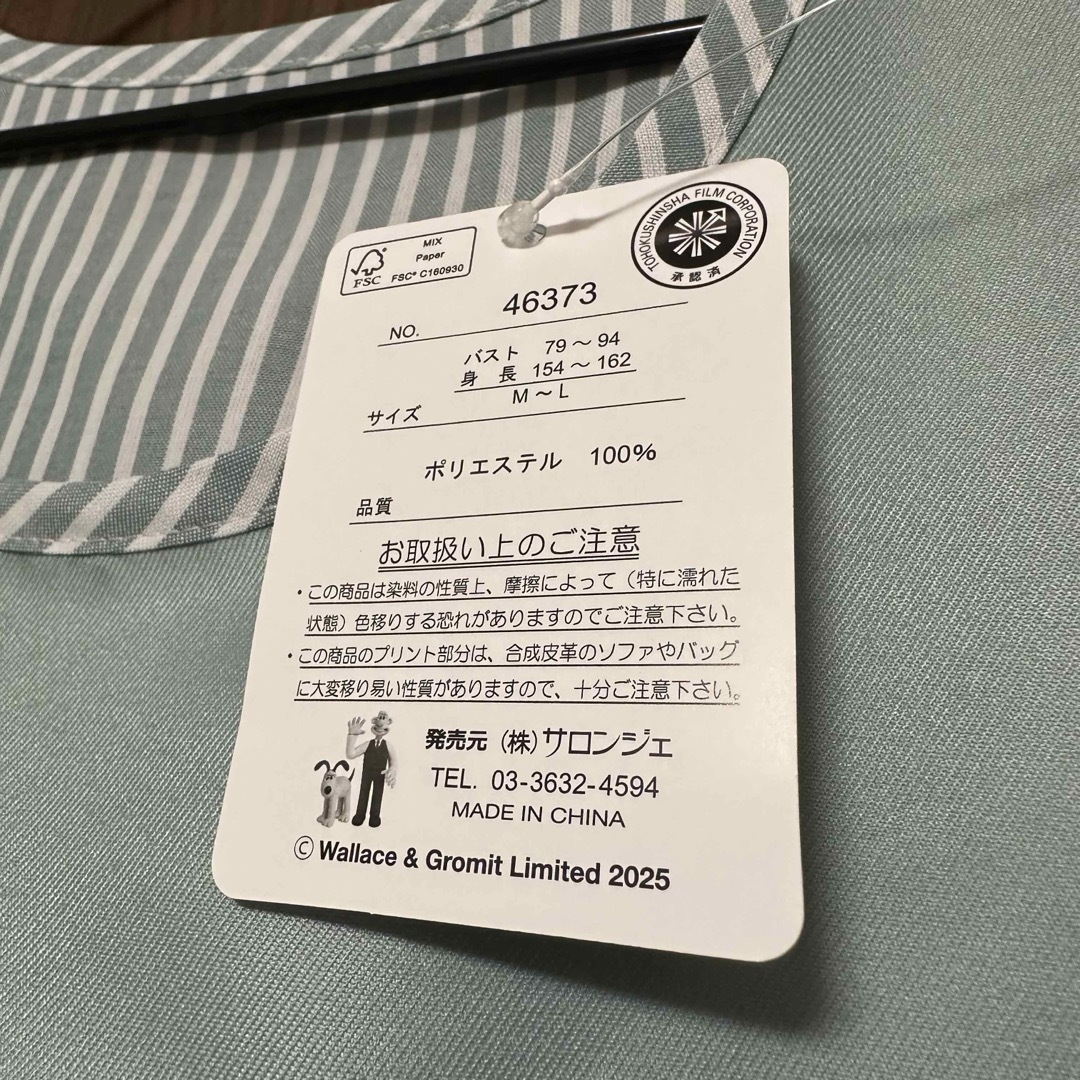 FSC
MIX
Paper
FSC® C160930
TOHOKUSHINSHA FILM CORPORATION
承認済
NO. 46373
バスト 79～94
身 長 154～162
サイズ M～L
品質 ポリエステル 100%
お取扱い上のご注意
・この商品は染料の性質上、摩擦によって（特に濡れた
状態）色移りする恐れがありますのでご注意下さい。
・この商品のプリント部分は、合成皮革のソファやバッグ
に大変移り易い性質がありますので、十分ご注意下さい。
発売元 (株)サロンジェ
TEL. 03-3632-4594
MADE IN CHINA
© Wallace & Gromit Limited 2025